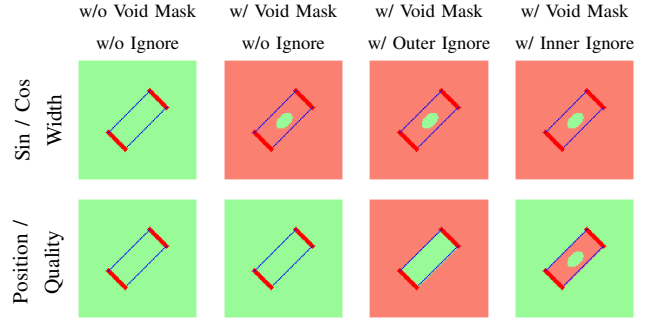 w/o Void Mask w/ Void Mask w/ Void Mask w/ Void Mask
w/o Ignore w/o Ignore w/ Outer Ignore w/ Inner Ignore
Sin / Cos
Width
Position /
Quality